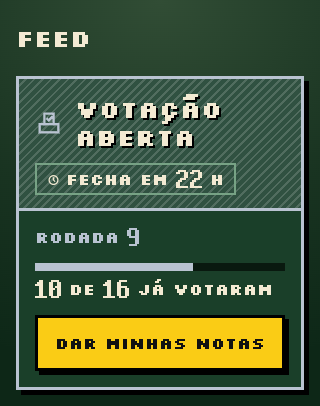 FEED
VOTAÇÃO
ABERTA
FECHA EM 22 H
RODADA 9
10 DE 16 JÁ VOTARAM
DAR MINHAS NOTAS